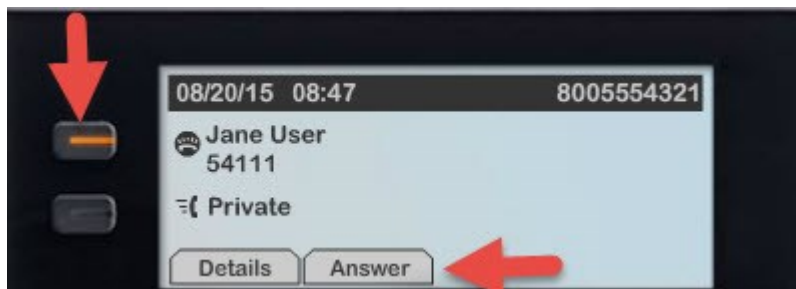 08/20/15 08:47 8005554321
Jane User
54111
Private
Details Answer